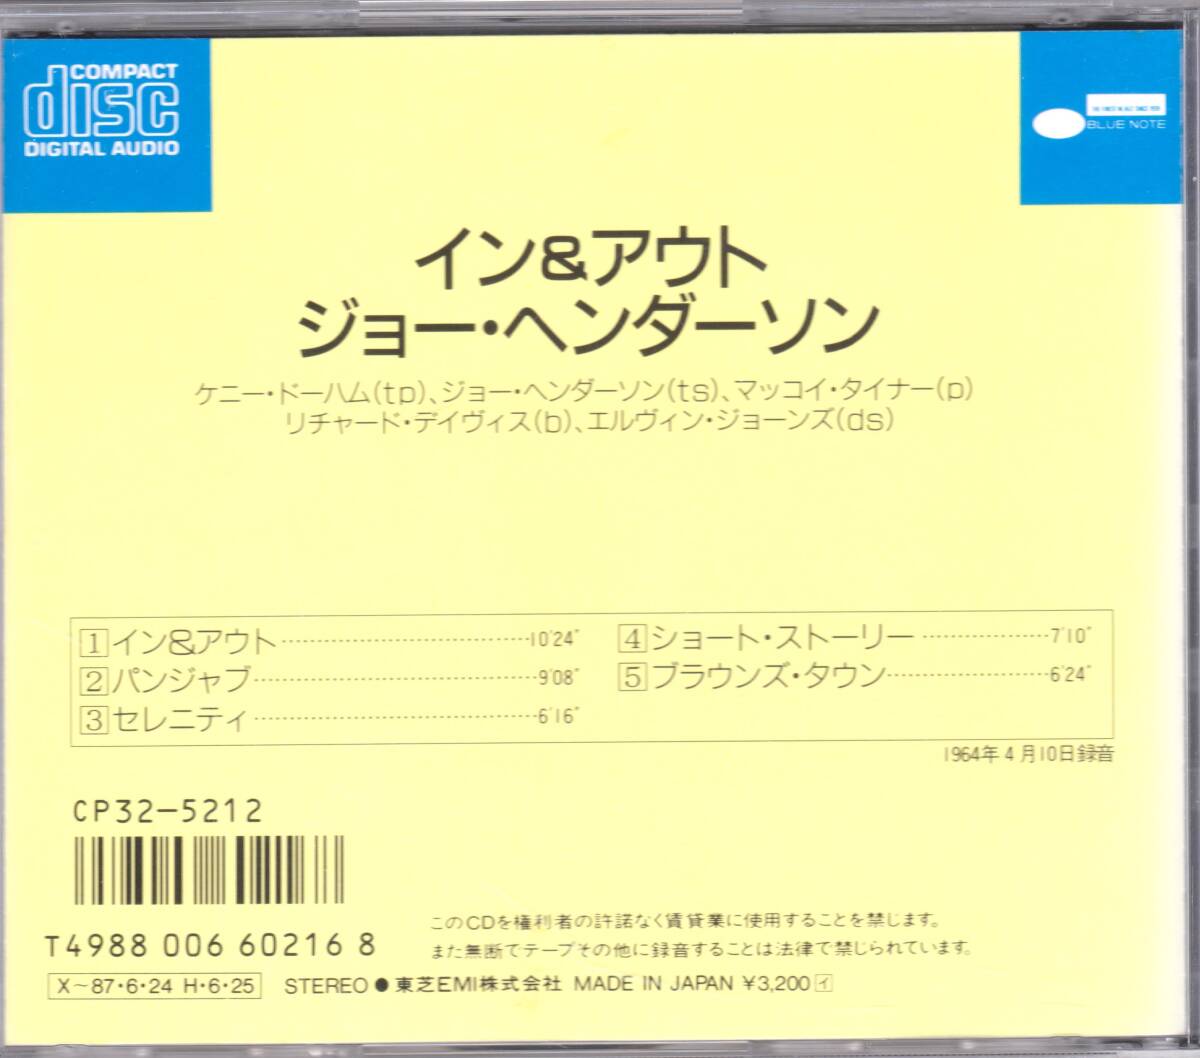 COMPACT
disc
DIGITAL AUDIO
THE FINEST IN JAZZ SINCE 1939
BLUE NOTE
イン&アウト
ジョー・ヘンダーソン
ケニー・ドーハム(tp)、ジョー・ヘンダーソン(ts)、マッコイ・タイナー(p)
リチャード・デイヴィス(b)、エルヴィン・ジョーンズ(ds)
1 イン&アウト 10'24"
2 パンジャブ 9'08"
3 セレニティ 6'16"
4 ショート・ストーリー 7'10"
5 ブラウンズ・タウン 6'24"
1964年4月10日録音
CP32-5212
T4988 006 60216 8
このCDを権利者の許諾なく賃貸業に使用することを禁じます。
また無断でテープその他に録音することは法律で禁じられています。
X〜87・6・24 H・6・25 STEREO ● 東芝EMI株式会社 MADE IN JAPAN ¥3,200 イ